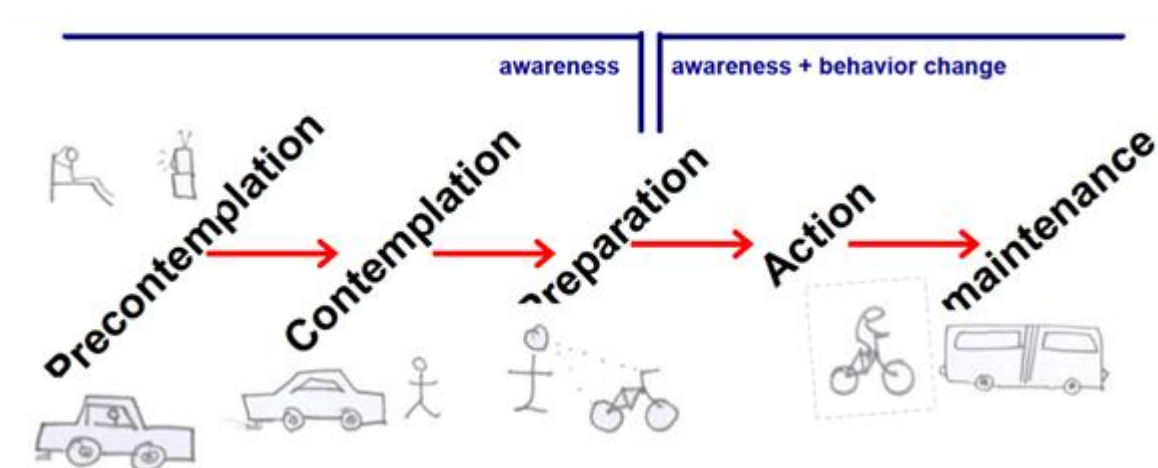 awareness
awareness + behavior change
Precontemplation
Contemplation
Preparation
Action
maintenance